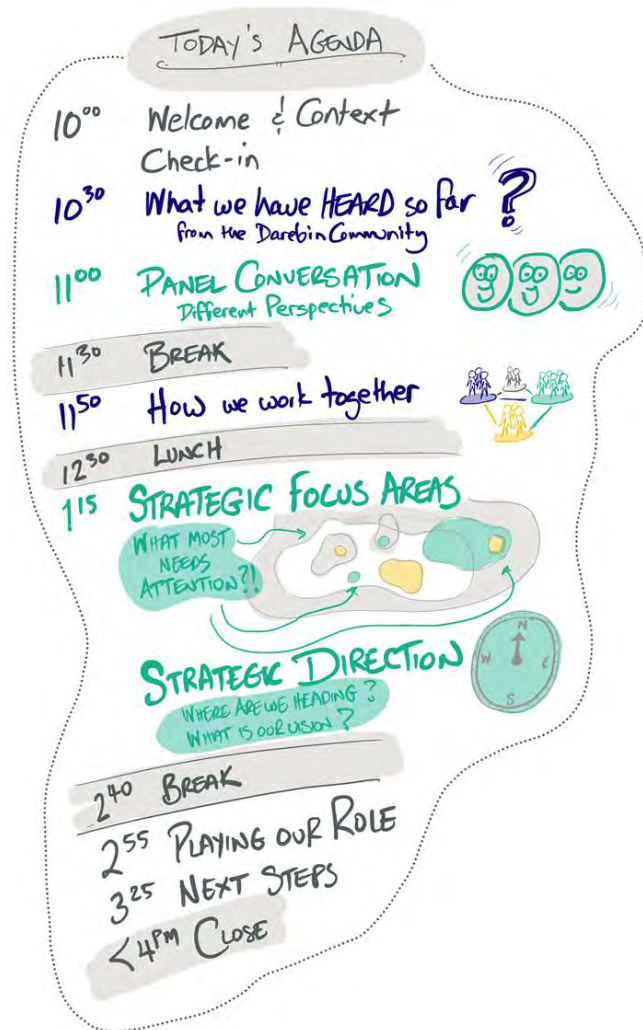 TODAY'S AGENDA
10⁰⁰ Welcome & Context
Check-in
10³⁰ What we have HEARD so far ?
from the Darebin Community
11⁰⁰ PANEL CONVERSATION
Different Perspectives
11³⁰ BREAK
11⁵⁰ How we work together
12³⁰ LUNCH
1¹⁵ STRATEGIC FOCUS AREAS
WHAT MOST
NEEDS
ATTENTION?!
STRATEGIC DIRECTION
N
W E
S
WHERE ARE WE HEADING?
WHAT IS OUR VISION?
2⁴⁰ BREAK
2⁵⁵ PLAYING OUR ROLE
3²⁵ NEXT STEPS
<4PM CLOSE